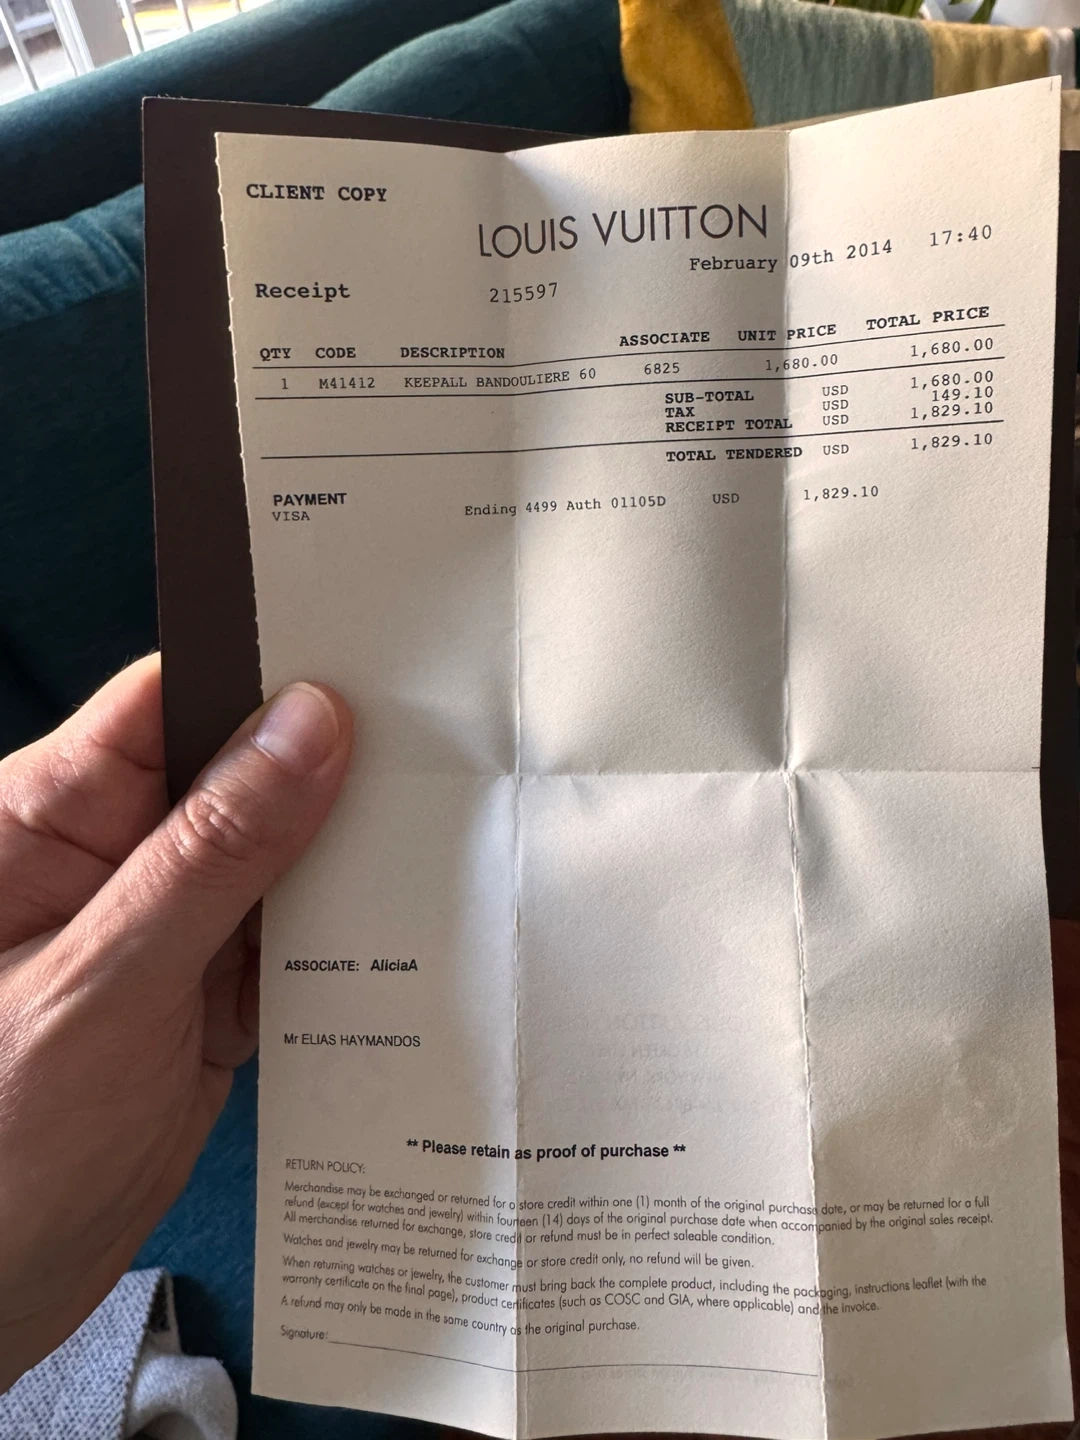 CLIENT COPY
LOUIS VUITTON
February 09th 2014 17:40
Receipt 215597
QTY CODE DESCRIPTION ASSOCIATE UNIT PRICE TOTAL PRICE
1 M41412 KEEPALL BANDOULIERE 60 6825 1,680.00 1,680.00
SUB-TOTAL USD 1,680.00
TAX USD 149.10
RECEIPT TOTAL USD 1,829.10
TOTAL TENDERED USD 1,829.10
PAYMENT
VISA Ending 4499 Auth 01105D USD 1,829.10
ASSOCIATE: AliciaA
Mr ELIAS HAYMANDOS
** Please retain as proof of purchase **
RETURN POLICY:
Merchandise may be exchanged or returned for a store credit within one (1) month of the original purchase date, or may be returned for a full
refund (except for watches and jewelry) within fourteen (14) days of the original purchase date when accompanied by the original sales receipt.
All merchandise returned for exchange, store credit or refund must be in perfect saleable condition.
Watches and jewelry may be returned for exchange or store credit only, no refund will be given.
When returning watches or jewelry, the customer must bring back the complete product, including the packaging, instructions leaflet (with the
warranty certificate on the final page), product certificates (such as COSC and GIA, where applicable) and the invoice.
A refund may only be made in the same country as the original purchase.
Signature: